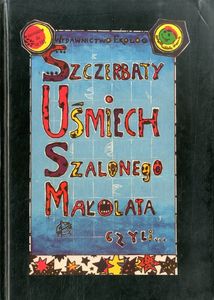 Wydawnictwo Ekolog
Szczerbaty
Uśmiech
Szalonego
Małolata
czyli...